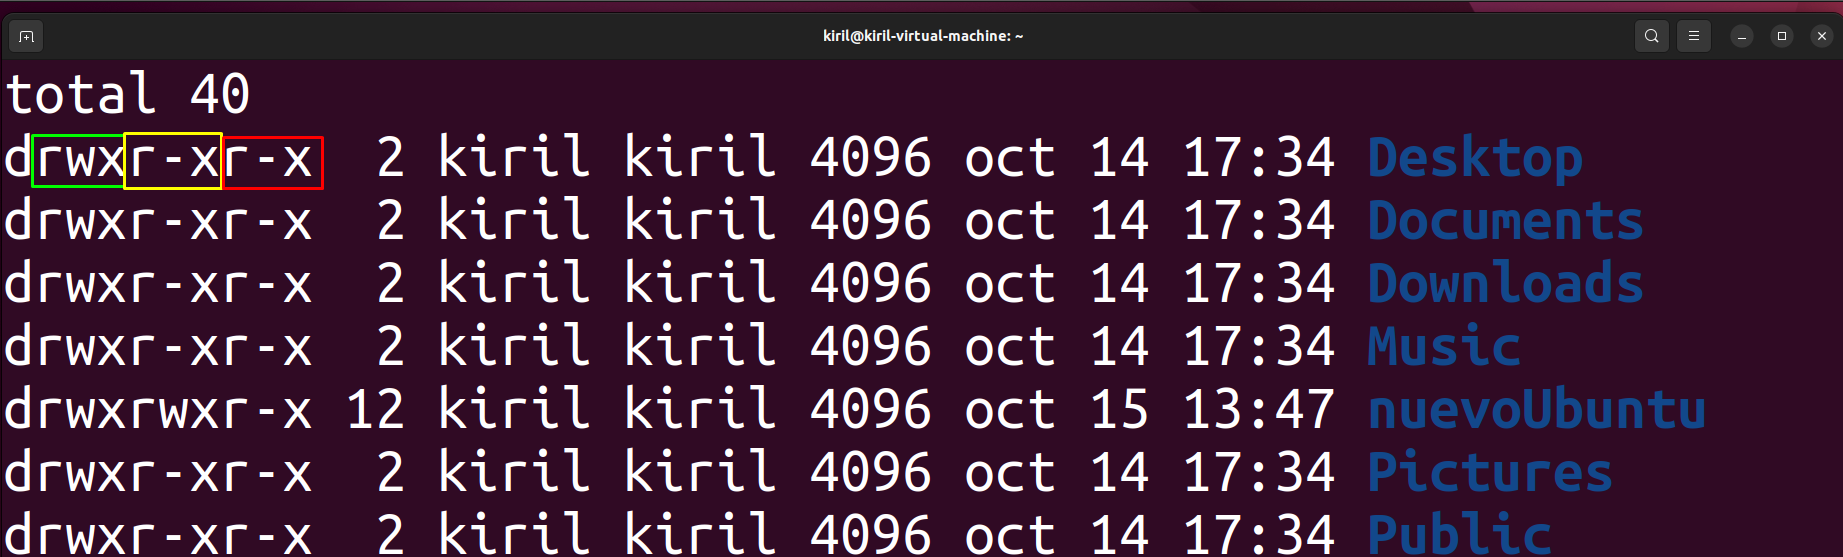 kiril@kiril-virtual-machine: ~
total 40
drwxr-xr-x  2 kiril kiril 4096 oct 14 17:34 Desktop
drwxr-xr-x  2 kiril kiril 4096 oct 14 17:34 Documents
drwxr-xr-x  2 kiril kiril 4096 oct 14 17:34 Downloads
drwxr-xr-x  2 kiril kiril 4096 oct 14 17:34 Music
drwxrwxr-x 12 kiril kiril 4096 oct 15 13:47 nuevoUbuntu
drwxr-xr-x  2 kiril kiril 4096 oct 14 17:34 Pictures
drwxr-xr-x  2 kiril kiril 4096 oct 14 17:34 Public